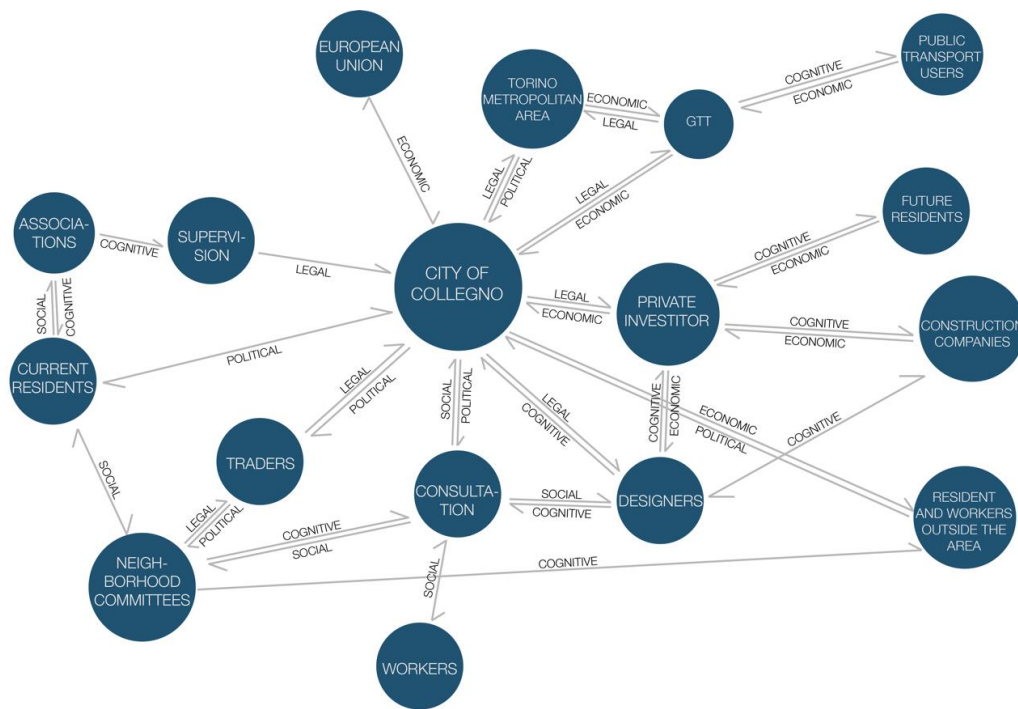 EUROPEAN
UNION
PUBLIC
TRANSPORT
USERS
TORINO
METROPOLITAN
AREA
ECONOMIC
LEGAL
GTT
COGNITIVE
ECONOMIC
ECONOMIC
LEGAL
POLITICAL
LEGAL
ECONOMIC
ASSOCIA-
TIONS
COGNITIVE
SUPERVI-
SION
LEGAL
CITY OF
COLLEGNO
FUTURE
RESIDENTS
COGNITIVE
ECONOMIC
SOCIAL
COGNITIVE
LEGAL
ECONOMIC
PRIVATE
INVESTITOR
COGNITIVE
ECONOMIC
CONSTRUCTION
COMPANIES
CURRENT
RESIDENTS
POLITICAL
LEGAL
POLITICAL
SOCIAL
POLITICAL
LEGAL
COGNITIVE
COGNITIVE
ECONOMIC
ECONOMIC
POLITICAL
COGNITIVE
SOCIAL
TRADERS
LEGAL
POLITICAL
CONSULTA-
TION
SOCIAL
COGNITIVE
DESIGNERS
RESIDENT
AND WORKERS
OUTSIDE THE
AREA
COGNITIVE
SOCIAL
NEIGH-
BORHOOD
COMMITTEES
COGNITIVE
SOCIAL
WORKERS